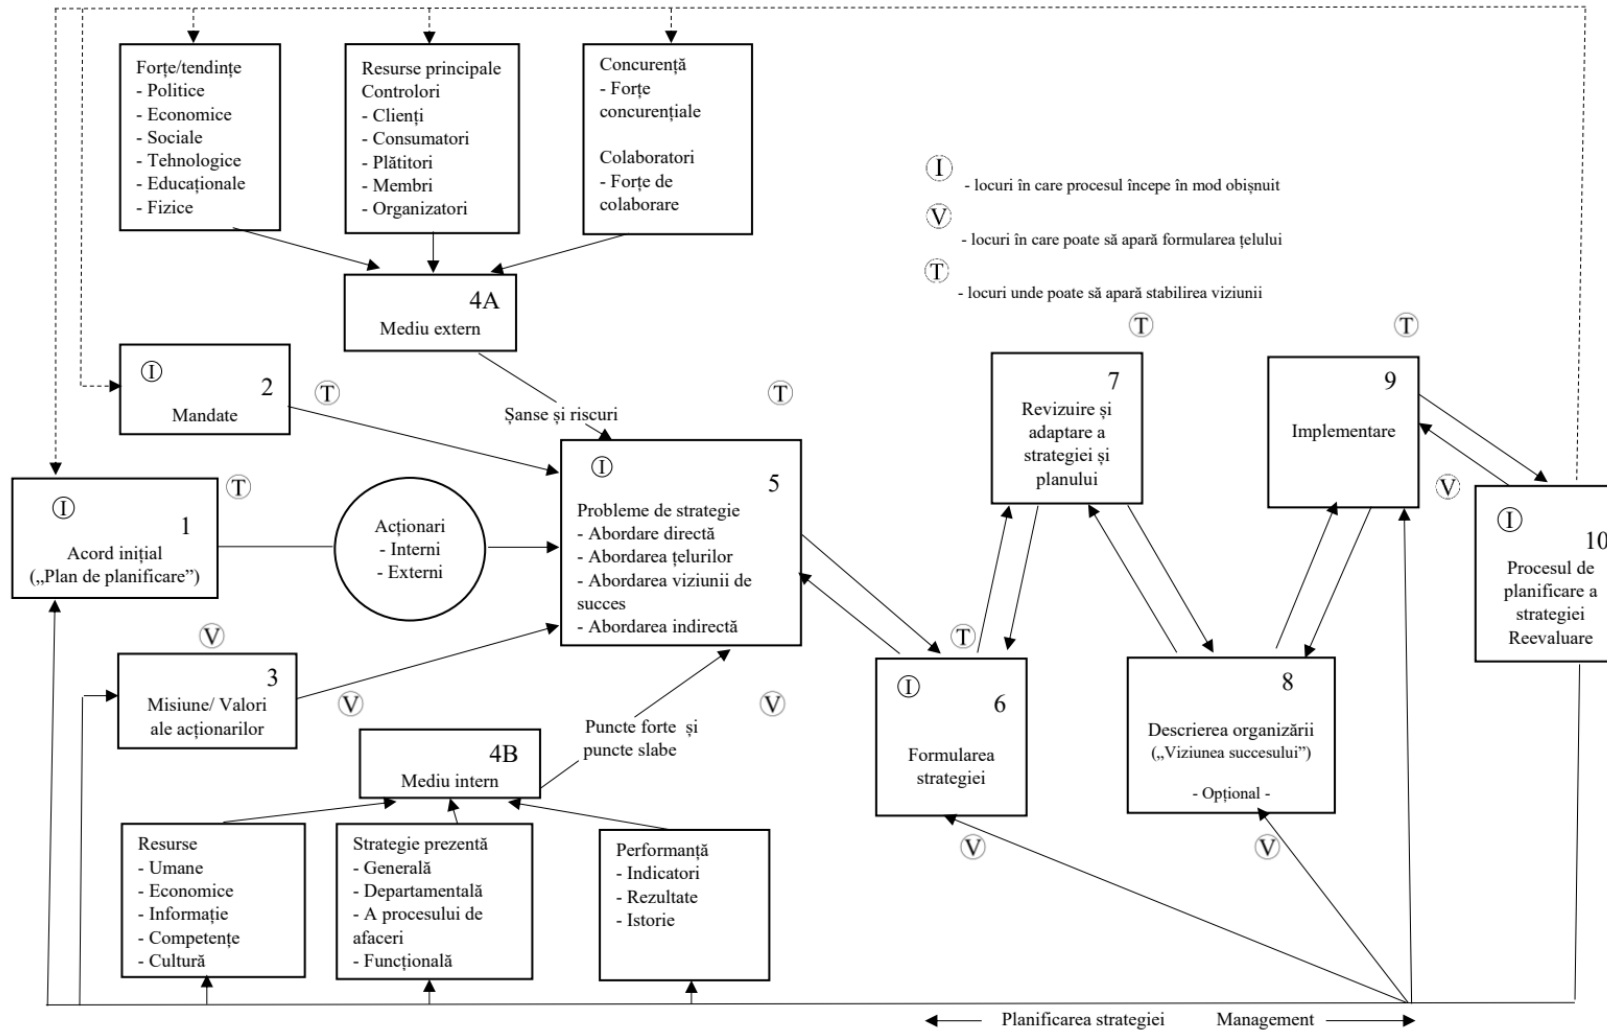 Forțe/tendințe
- Politice
- Economice
- Sociale
- Tehnologice
- Educaționale
- Fizice
Resurse principale
Controlori
- Clienți
- Consumatori
- Plătitori
- Membri
- Organizatori
Concurență
- Forțe
concurențiale
Colaboratori
- Forțe de
colaborare
I
- locuri în care procesul începe în mod obișnuit
V
- locuri în care poate să apară formularea țelului
T
- locuri unde poate să apară stabilirea viziunii
4A
Mediu extern
I
2
Mandate
T
Șanse și riscuri
T
T
7
Revizuire și
adaptare a
strategiei și
planului
T
9
Implementare
I
1
Acord inițial
(„Plan de planificare”)
T
Acționari
- Interni
- Externi
I
5
Probleme de strategie
- Abordare directă
- Abordarea țelurilor
- Abordarea viziunii de
succes
- Abordarea indirectă
V
I
10
Procesul de
planificare a
strategiei
Reevaluare
V
3
Misiune/ Valori
ale acționarilor
V
V
T
I
6
Formularea
strategiei
8
Descrierea organizării
(„Viziunea succesului”)
- Opțional -
Puncte forte și
puncte slabe
4B
Mediu intern
V
V
Resurse
- Umane
- Economice
- Informație
- Competențe
- Cultură
Strategie prezentă
- Generală
- Departamentală
- A procesului de
afaceri
- Funcțională
Performanță
- Indicatori
- Rezultate
- Istorie
Planificarea strategiei Management